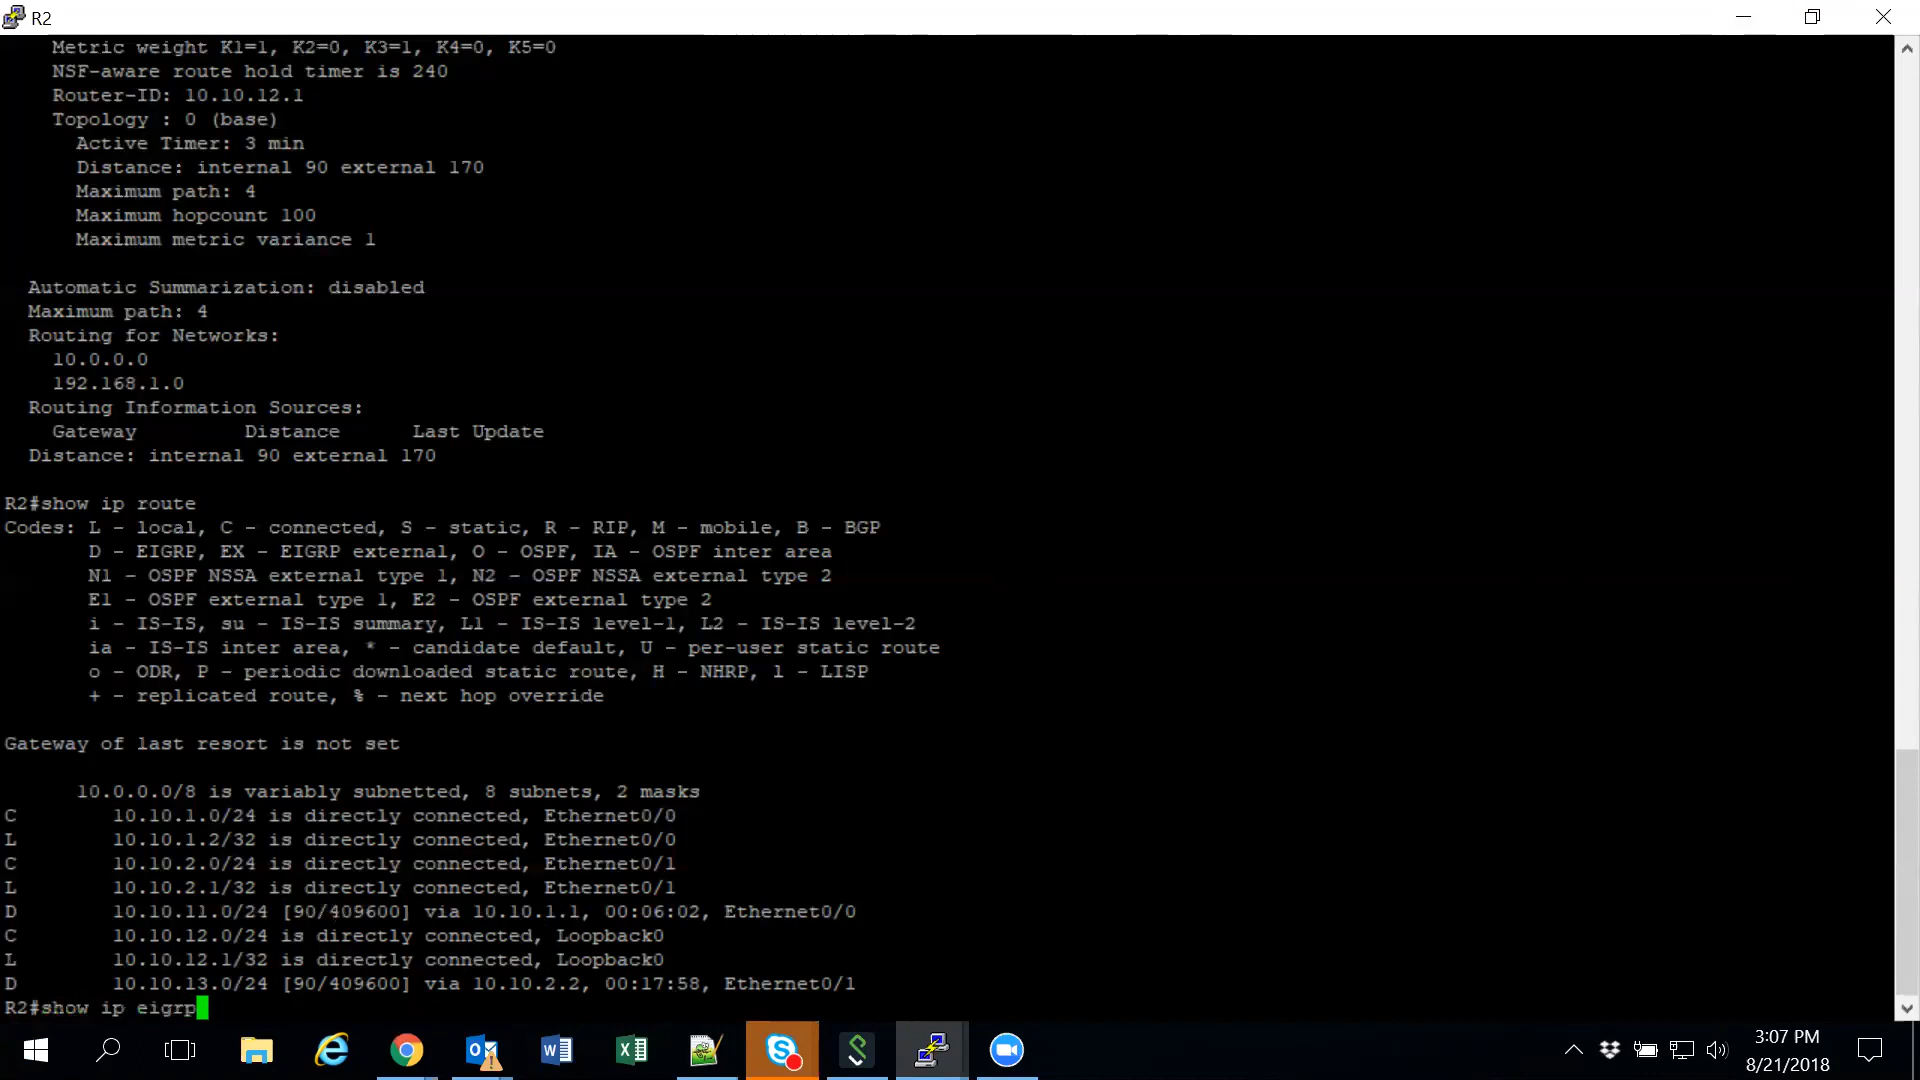 R2
Metric weight K1=1, K2=0, K3=1, K4=0, K5=0
NSF-aware route hold timer is 240
Router-ID: 10.10.12.1
Topology : 0 (base)
Active Timer: 3 min
Distance: internal 90 external 170
Maximum path: 4
Maximum hopcount 100
Maximum metric variance 1
Automatic Summarization: disabled
Maximum path: 4
Routing for Networks:
10.0.0.0
192.168.1.0
Routing Information Sources:
Gateway Distance Last Update
Distance: internal 90 external 170
R2#show ip route
Codes: L - local, C - connected, S - static, R - RIP, M - mobile, B - BGP
D - EIGRP, EX - EIGRP external, O - OSPF, IA - OSPF inter area
N1 - OSPF NSSA external type 1, N2 - OSPF NSSA external type 2
E1 - OSPF external type 1, E2 - OSPF external type 2
i - IS-IS, su - IS-IS summary, L1 - IS-IS level-1, L2 - IS-IS level-2
ia - IS-IS inter area, * - candidate default, U - per-user static route
o - ODR, P - periodic downloaded static route, H - NHRP, l - LISP
+ - replicated route, % - next hop override
Gateway of last resort is not set
10.0.0.0/8 is variably subnetted, 8 subnets, 2 masks
C 10.10.1.0/24 is directly connected, Ethernet0/0
L 10.10.1.2/32 is directly connected, Ethernet0/0
C 10.10.2.0/24 is directly connected, Ethernet0/1
L 10.10.2.1/32 is directly connected, Ethernet0/1
D 10.10.11.0/24 [90/409600] via 10.10.1.1, 00:06:02, Ethernet0/0
C 10.10.12.0/24 is directly connected, Loopback0
L 10.10.12.1/32 is directly connected, Loopback0
D 10.10.13.0/24 [90/409600] via 10.10.2.2, 00:17:58, Ethernet0/1
R2#show ip eigrp
3:07 PM
8/21/2018